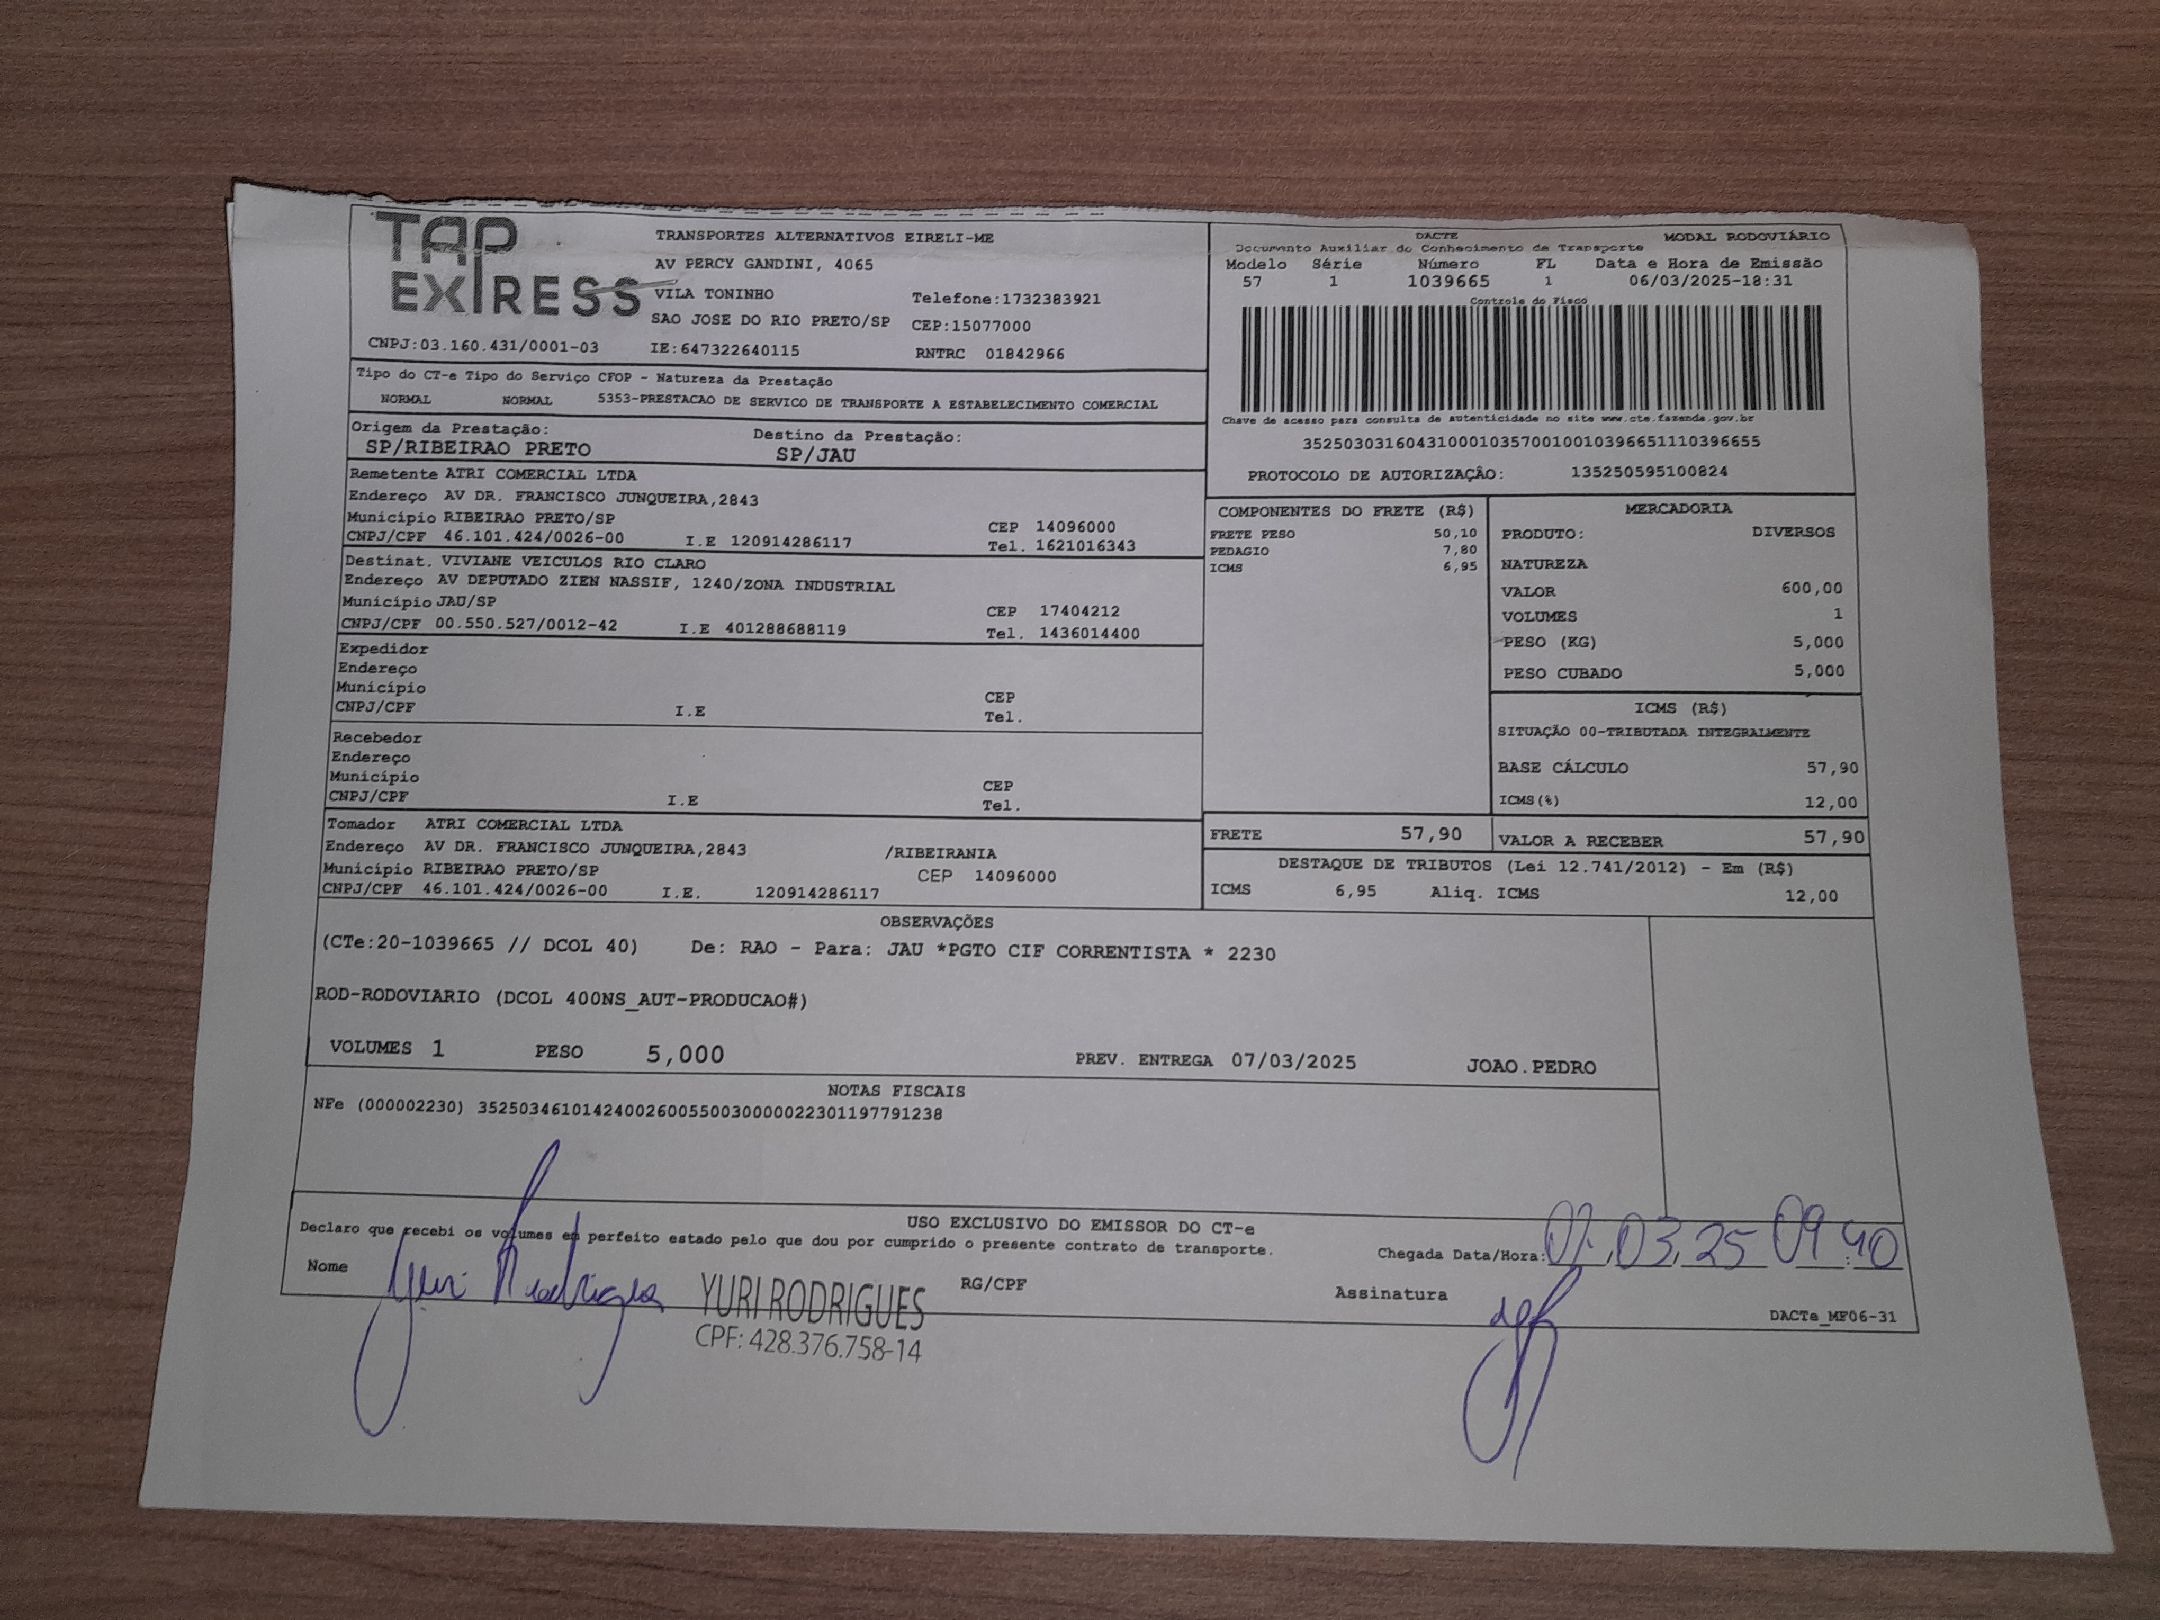 TAP EXPRESS
TRANSPORTES ALTERNATIVOS EIRELI-ME
AV PERCY GANDINI, 4065
VILA TONINHO Telefone:1732383921
SAO JOSE DO RIO PRETO/SP CEP:15077000
CNPJ:03.160.431/0001-03 IE:647322640115 RNTRC 01842966
Tipo do CT-e Tipo do Serviço CFOP - Natureza da Prestação
NORMAL NORMAL 5353-PRESTACAO DE SERVICO DE TRANSPORTE A ESTABELECIMENTO COMERCIAL
Origem da Prestação: Destino da Prestação:
SP/RIBEIRAO PRETO SP/JAU
DACTE MODAL RODOVIÁRIO
Documento Auxiliar do Conhecimento de Transporte
Modelo Série Número FL Data e Hora de Emissão
57 1 1039665 1 06/03/2025-18:31
Controle do Fisco
Chave de acesso para consulta de autenticidade no site www.cte.fazenda.gov.br
35250303160431000103570010010396651110396655
PROTOCOLO DE AUTORIZAÇÃO: 135250595100824
Remetente ATRI COMERCIAL LTDA
Endereço AV DR. FRANCISCO JUNQUEIRA,2843
Município RIBEIRAO PRETO/SP CEP 14096000
CNPJ/CPF 46.101.424/0026-00 I.E 120914286117 Tel. 1621016343
Destinat. VIVIANE VEICULOS RIO CLARO
Endereço AV DEPUTADO ZIEN NASSIF, 1240/ZONA INDUSTRIAL
Município JAU/SP CEP 17404212
CNPJ/CPF 00.550.527/0012-42 I.E 401288688119 Tel. 1436014400
Expedidor
Endereço
Município CEP
CNPJ/CPF I.E Tel.
Recebedor
Endereço
Município CEP
CNPJ/CPF I.E Tel.
Tomador ATRI COMERCIAL LTDA
Endereço AV DR. FRANCISCO JUNQUEIRA,2843 /RIBEIRANIA
Município RIBEIRAO PRETO/SP CEP 14096000
CNPJ/CPF 46.101.424/0026-00 I.E. 120914286117
COMPONENTES DO FRETE (R$)
FRETE PESO 50,10
PEDAGIO 7,80
ICMS 6,95
MERCADORIA
PRODUTO: DIVERSOS
NATUREZA
VALOR 600,00
VOLUMES 1
PESO (KG) 5,000
PESO CUBADO 5,000
ICMS (R$)
SITUAÇÃO 00-TRIBUTADA INTEGRALMENTE
BASE CÁLCULO 57,90
ICMS(%) 12,00
FRETE 57,90 VALOR A RECEBER 57,90
DESTAQUE DE TRIBUTOS (Lei 12.741/2012) - Em (R$)
ICMS 6,95 Aliq. ICMS 12,00
OBSERVAÇÕES
(CTe:20-1039665 // DCOL 40) De: RAO - Para: JAU *PGTO CIF CORRENTISTA * 2230
ROD-RODOVIARIO (DCOL 400NS_AUT-PRODUCAO#)
VOLUMES 1 PESO 5,000 PREV. ENTREGA 07/03/2025 JOAO.PEDRO
NOTAS FISCAIS
NFe (000002230) 35250346101424002600550030000022301197791238
USO EXCLUSIVO DO EMISSOR DO CT-e
Declaro que recebi os volumes em perfeito estado pelo que dou por cumprido o presente contrato de transporte.
Chegada Data/Hora: 07.03.25 09:40
Nome Yuri Rodrigues RG/CPF Assinatura
YURI RODRIGUES
CPF: 428.376.758-14
DACTe_MF06-31